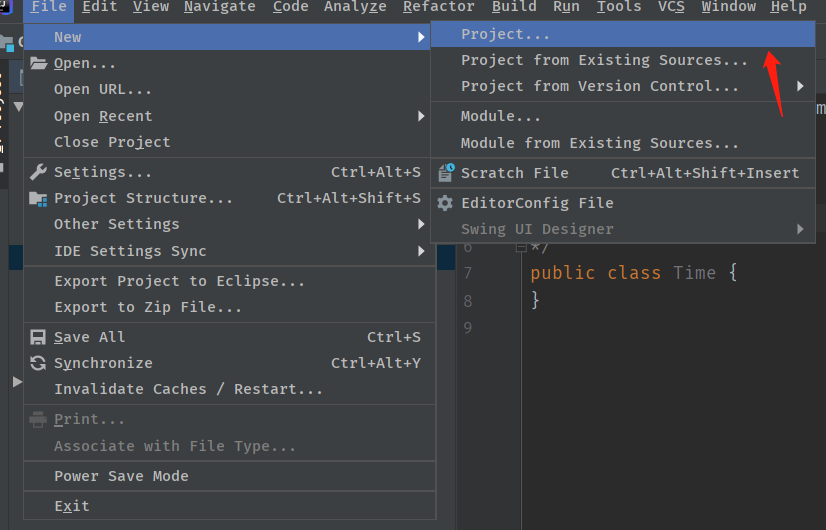 File Edit View Navigate Code Analyze Refactor Build Run Tools VCS Window Help
New
Open...
Open URL...
Open Recent
Close Project
Settings... Ctrl+Alt+S
Project Structure... Ctrl+Alt+Shift+S
Other Settings
IDE Settings Sync
Export Project to Eclipse...
Export to Zip File...
Save All Ctrl+S
Synchronize Ctrl+Alt+Y
Invalidate Caches / Restart...
Print...
Associate with File Type...
Power Save Mode
Exit
Project...
Project from Existing Sources...
Project from Version Control...
Module...
Module from Existing Sources...
Scratch File Ctrl+Alt+Shift+Insert
EditorConfig File
Swing UI Designer
6 */
7 public class Time {
8 }
9